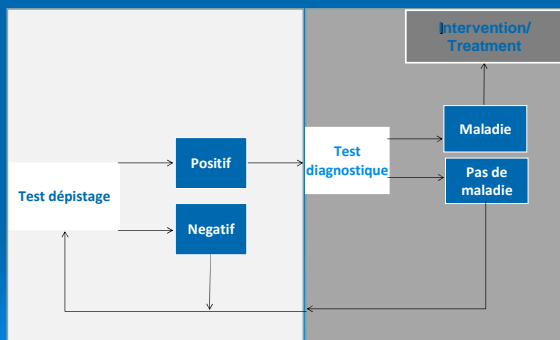 Intervention/
Treatment
Maladie
Positif
Test
diagnostique
Pas de
maladie
Test dépistage
Negatif